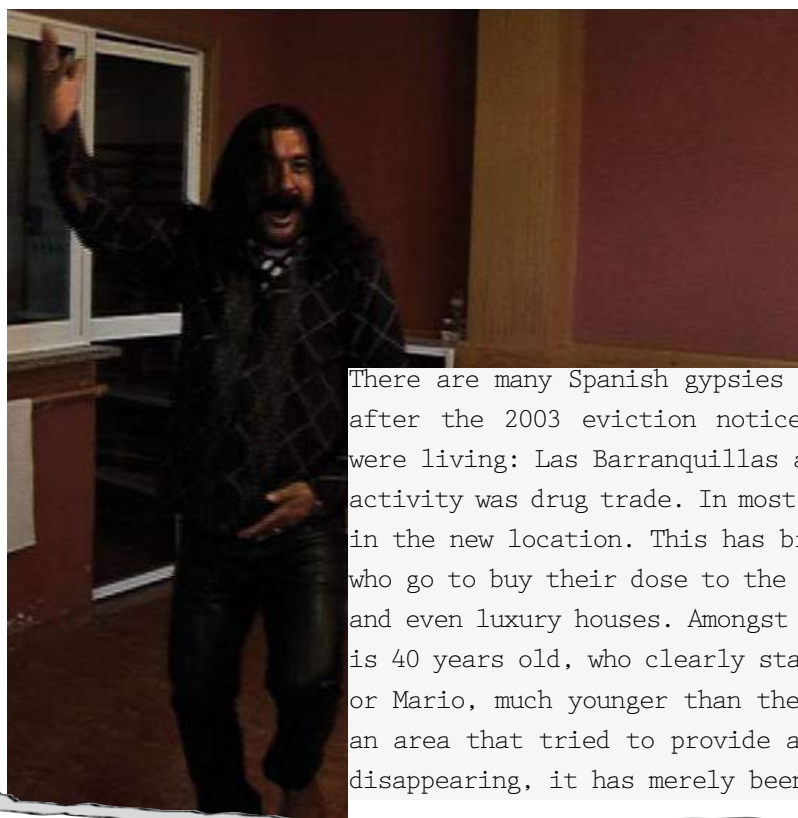 There are many Spanish gypsies
after the 2003 eviction notice
were living: Las Barranquillas a
activity was drug trade. In most
in the new location. This has b
who go to buy their dose to the
and even luxury houses. Amongst
is 40 years old, who clearly sta
or Mario, much younger than the
an area that tried to provide a
disappearing, it has merely been